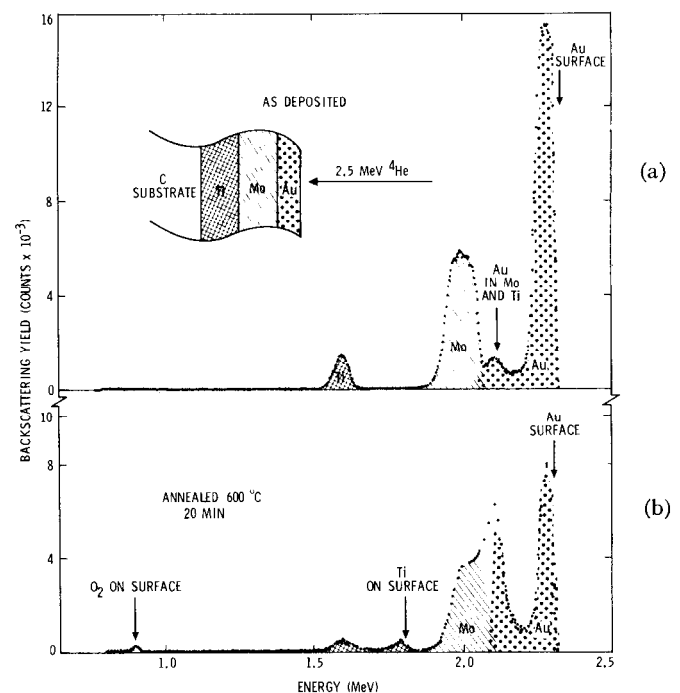 16
12
8
4
0
AS DEPOSITED
C
SUBSTRATE
Mo
Au
2.5 MeV ⁴He
Au
SURFACE
(a)
Au
IN Mo
AND Ti
Mo
Au
BACKSCATTERING YIELD (COUNTS x 10⁻³)
10
8
4
0
Au
SURFACE
(b)
ANNEALED 600 °C
20 MIN
O₂ ON SURFACE
Ti
ON SURFACE
Mo
Au
1.0
1.5
2.0
2.5
ENERGY (MeV)